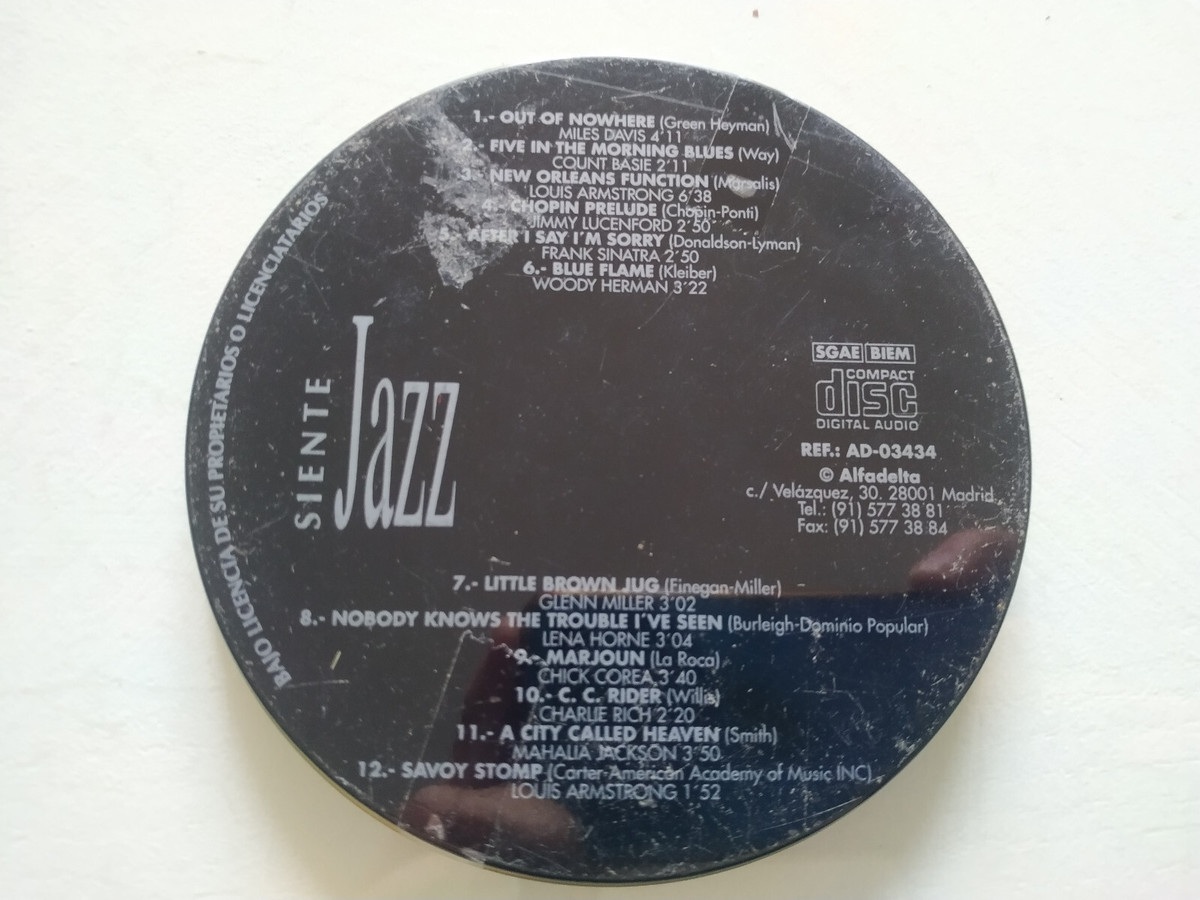 1.- OUT OF NOWHERE (Green Heyman)
MILES DAVIS 4´11
2.- FIVE IN THE MORNING BLUES (Way)
COUNT BASIE 2´11
3.- NEW ORLEANS FUNCTION (Marsalis)
LOUIS ARMSTRONG 6´38
4.- CHOPIN PRELUDE (Chopin-Ponti)
JIMMY LUCENFORD 2´50
5.- AFTER I SAY I´M SORRY (Donaldson-Lyman)
FRANK SINATRA 2´50
6.- BLUE FLAME (Kleiber)
WOODY HERMAN 3´22
BAJO LICENCIA DE SU PROPIETARIOS O LICENCIATARIOS
SIENTE
Jazz
SGAE BIEM
COMPACT
disc
DIGITAL AUDIO
REF.: AD-03434
© Alfadelta
c./ Velázquez, 30. 28001 Madrid
Tel.: (91) 577 38 81
Fax: (91) 577 38 84
7.- LITTLE BROWN JUG (Finegan-Miller)
GLENN MILLER 3´02
8.- NOBODY KNOWS THE TROUBLE I´VE SEEN (Burleigh-Dominio Popular)
LENA HORNE 3´04
9.- MARJOUN (La Roca)
CHICK COREA 3´40
10.- C. C. RIDER (Willis)
CHARLIE RICH 2´20
11.- A CITY CALLED HEAVEN (Smith)
MAHALIA JACKSON 3´50
12.- SAVOY STOMP (Carter-American Academy of Music INC)
LOUIS ARMSTRONG 1´52